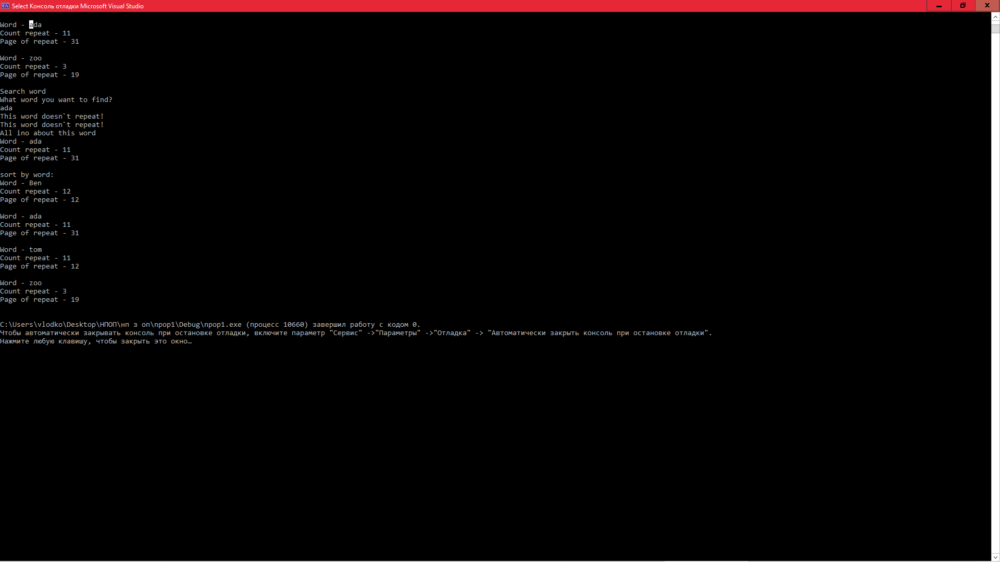 Select Консоль отладки Microsoft Visual Studio
Word - ada
Count repeat - 11
Page of repeat - 31
Word - zoo
Count repeat - 3
Page of repeat - 19
Search word
What word you want to find?
ada
This word doesn`t repeat!
This word doesn`t repeat!
All ino about this word
Word - ada
Count repeat - 11
Page of repeat - 31
sort by word:
Word - Ben
Count repeat - 12
Page of repeat - 12
Word - ada
Count repeat - 11
Page of repeat - 31
Word - tom
Count repeat - 11
Page of repeat - 12
Word - zoo
Count repeat - 3
Page of repeat - 19
C:\Users\vlodko\Desktop\НПОП\нп з оп\npop1\Debug\npop1.exe (процесс 10660) завершил работу с кодом 0.
Чтобы автоматически закрывать консоль при остановке отладки, включите параметр "Сервис" ->"Параметры" ->"Отладка" -> "Автоматически закрыть консоль при остановке отладки".
Нажмите любую клавишу, чтобы закрыть это окно…